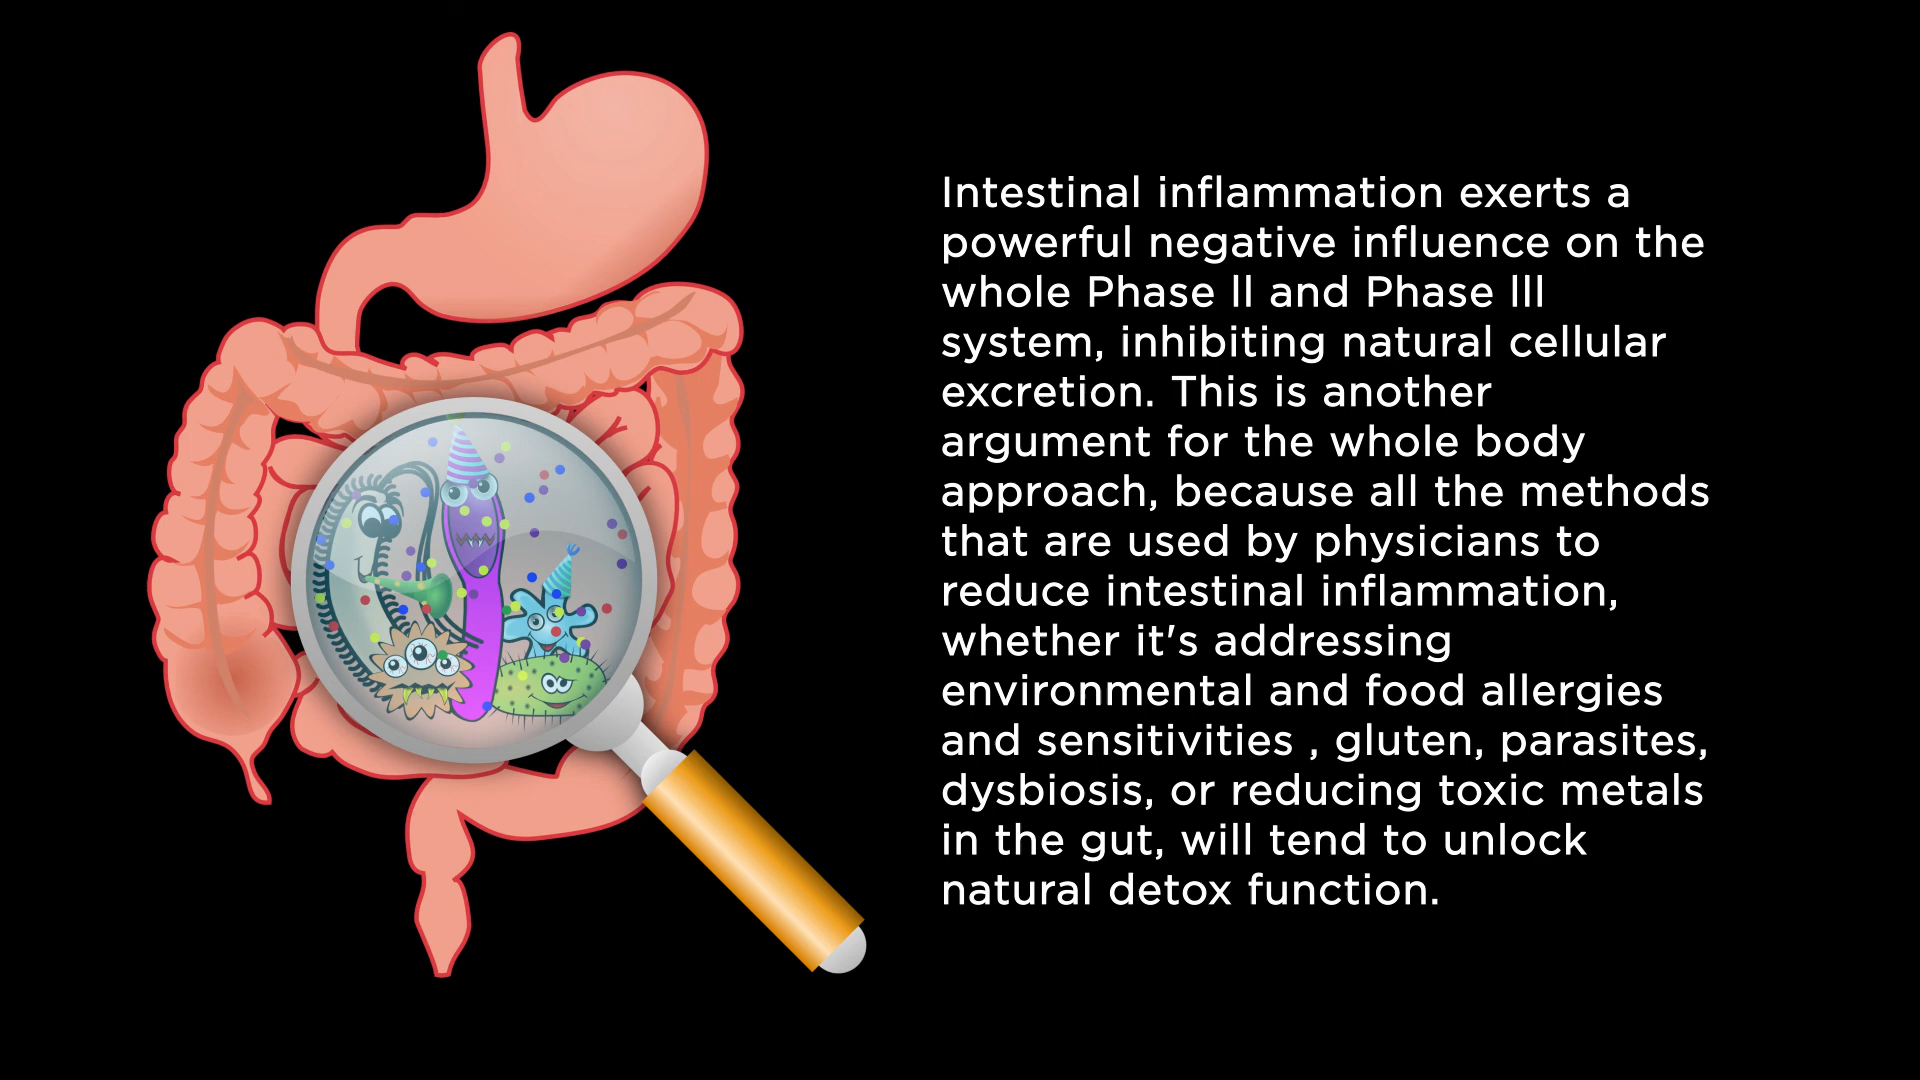 Intestinal inflammation exerts a
powerful negative influence on the
whole Phase II and Phase III
system, inhibiting natural cellular
excretion. This is another
argument for the whole body
approach, because all the methods
that are used by physicians to
reduce intestinal inflammation,
whether it's addressing
environmental and food allergies
and sensitivities , gluten, parasites,
dysbiosis, or reducing toxic metals
in the gut, will tend to unlock
natural detox function.